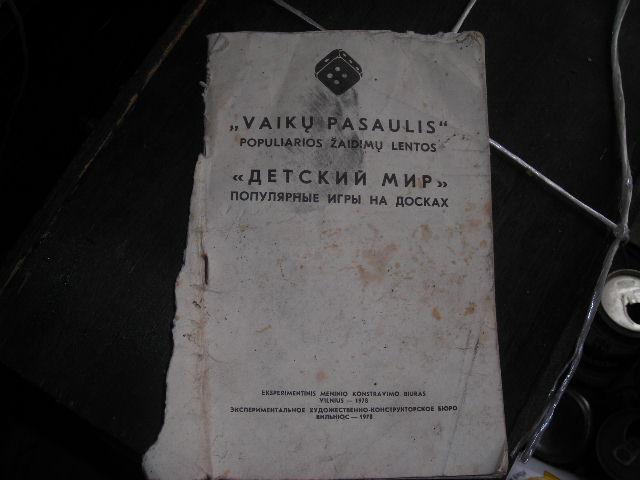 „VAIKŲ PASAULIS“
POPULIARIOS ŽAIDIMŲ LENTOS
«ДЕТСКИЙ МИР»
ПОПУЛЯРНЫЕ ИГРЫ НА ДОСКАХ
EKSPERIMENTINIS MENINIO KONSTRAVIMO BIURAS
VILNIUS — 1978
ЭКСПЕРИМЕНТАЛЬНОЕ ХУДОЖЕСТВЕННО-КОНСТРУКТОРСКОЕ БЮРО
ВИЛЬНЮС — 1978